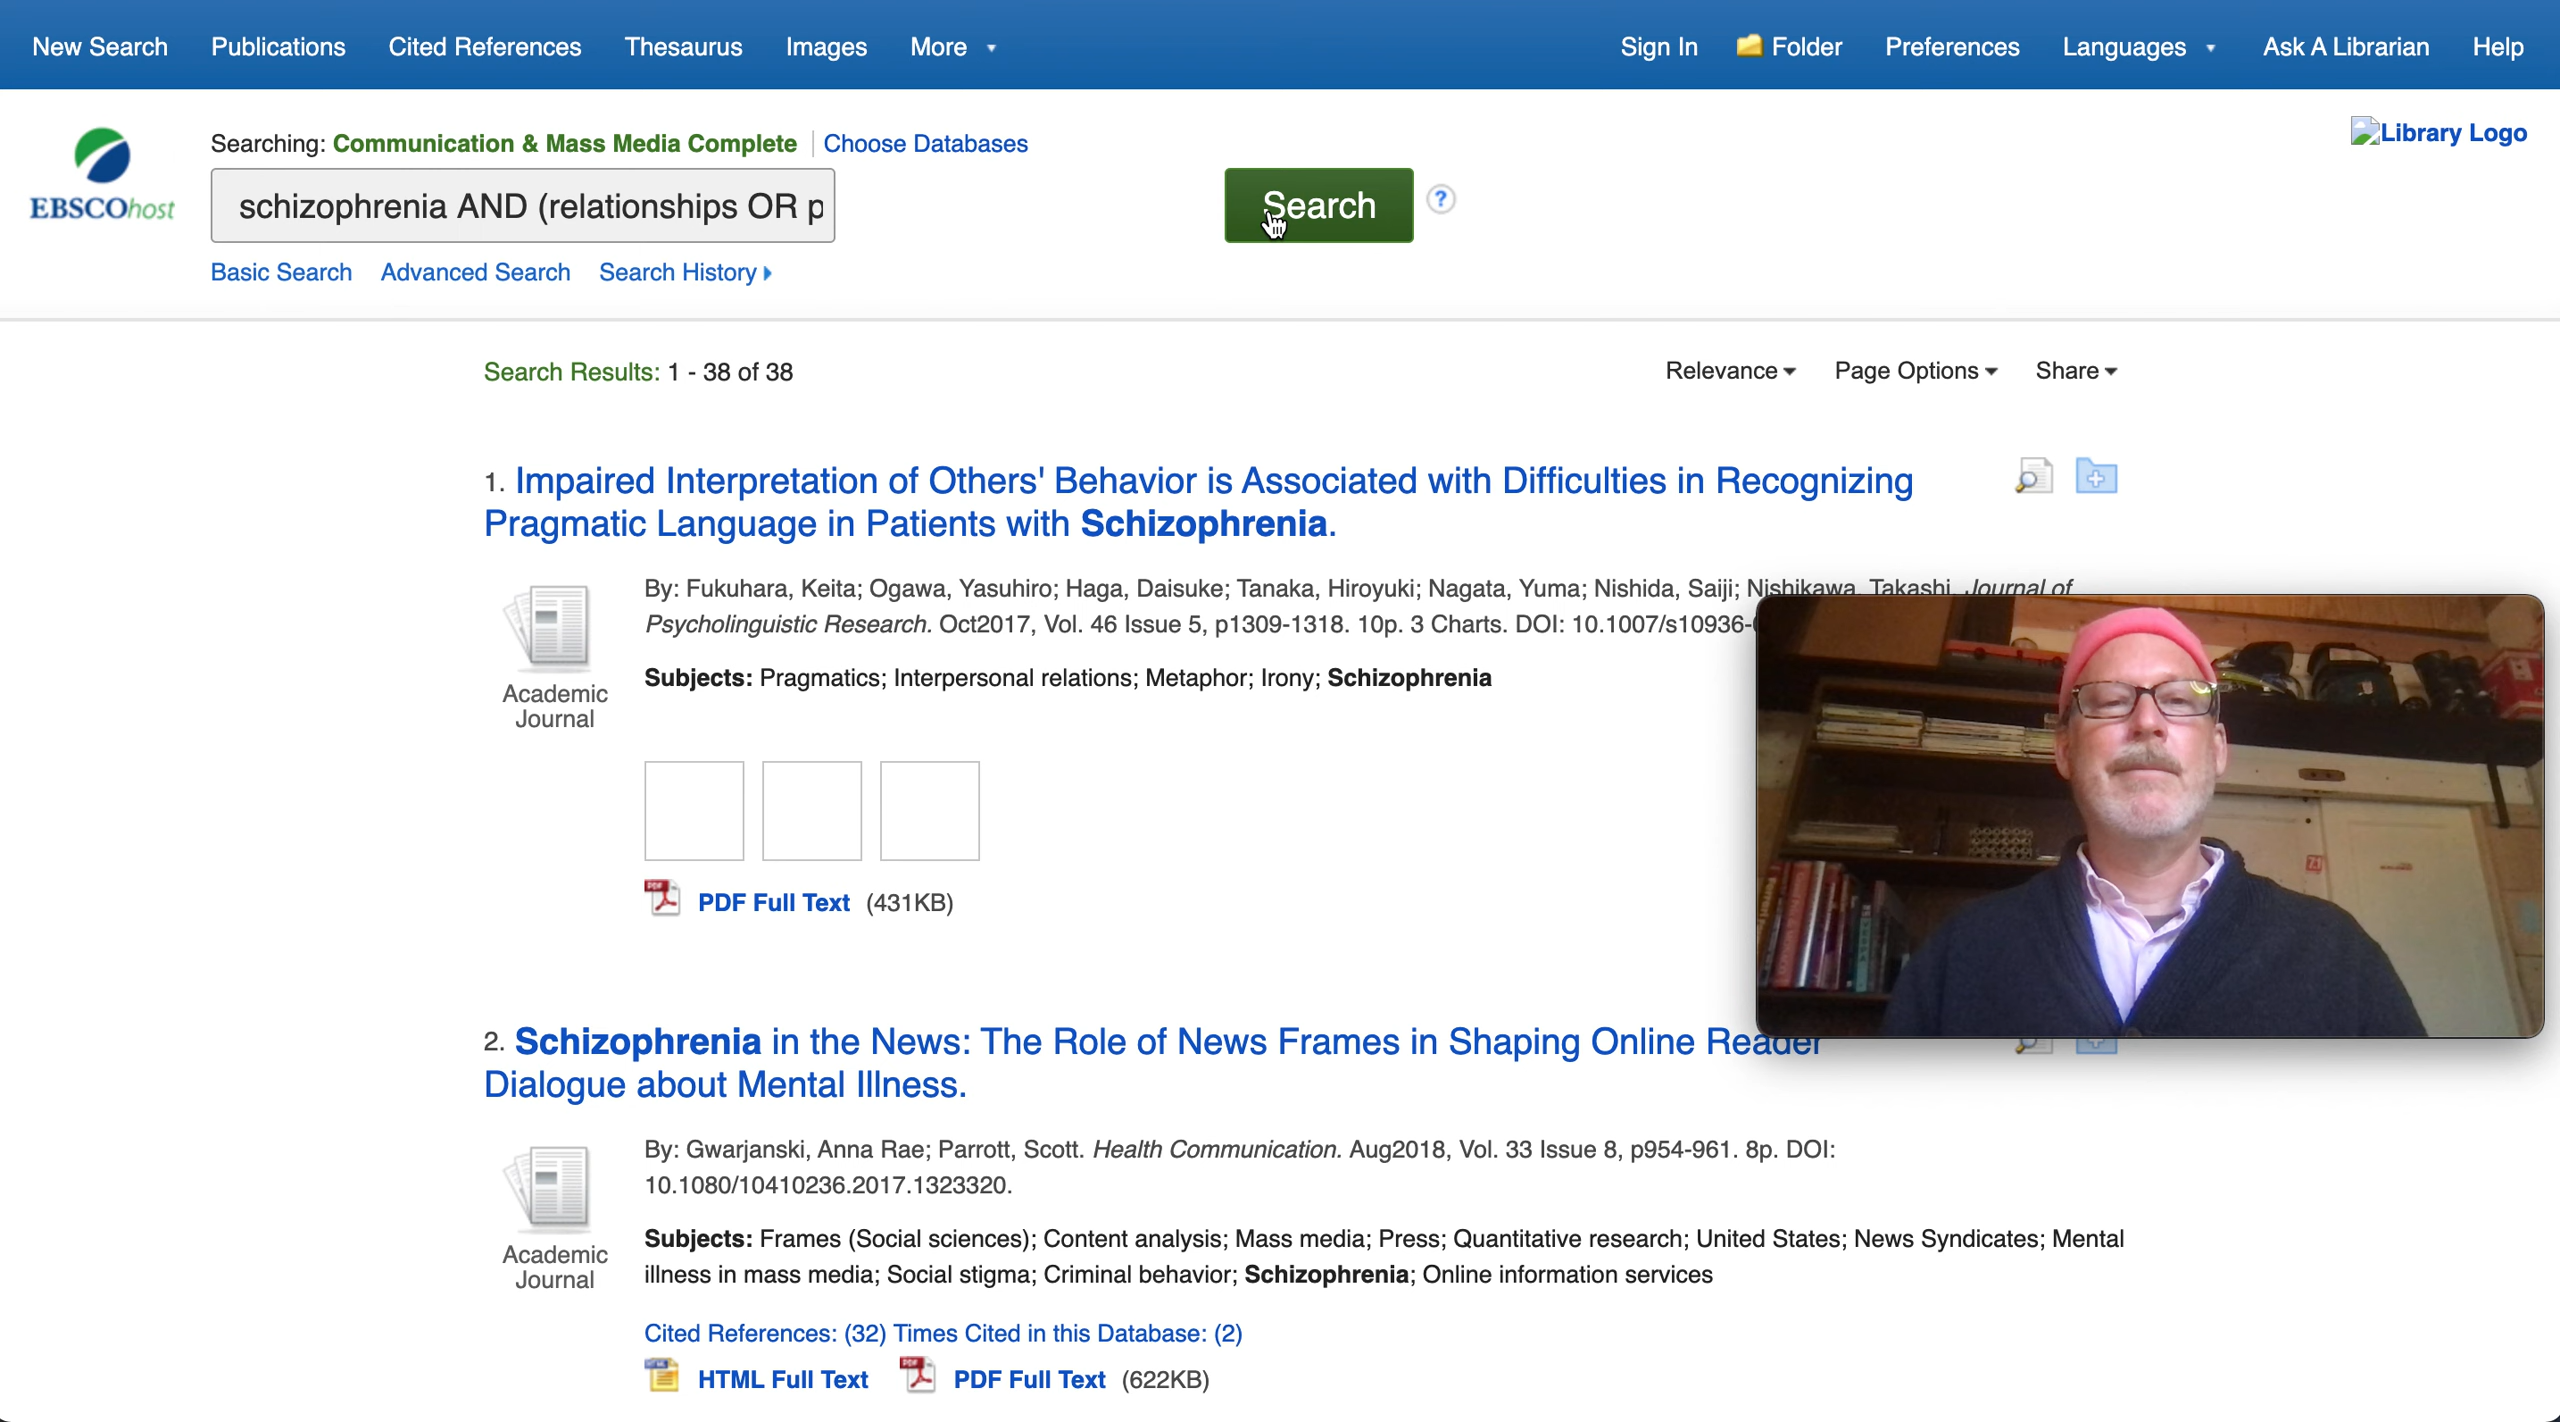 New Search Publications Cited References Thesaurus Images More Sign In Folder Preferences Languages Ask A Librarian Help
Searching: Communication & Mass Media Complete Choose Databases
Library Logo
EBSCOhost
schizophrenia AND (relationships OR p
Search
?
Basic Search Advanced Search Search History
Search Results: 1 - 38 of 38
Relevance Page Options Share
1. Impaired Interpretation of Others' Behavior is Associated with Difficulties in Recognizing
Pragmatic Language in Patients with Schizophrenia.
By: Fukuhara, Keita; Ogawa, Yasuhiro; Haga, Daisuke; Tanaka, Hiroyuki; Nagata, Yuma; Nishida, Saiji; Nishikawa, Takashi. Journal of
Psycholinguistic Research. Oct2017, Vol. 46 Issue 5, p1309-1318. 10p. 3 Charts. DOI: 10.1007/s10936-
Subjects: Pragmatics; Interpersonal relations; Metaphor; Irony; Schizophrenia
Academic
Journal
PDF Full Text (431KB)
2. Schizophrenia in the News: The Role of News Frames in Shaping Online Reader
Dialogue about Mental Illness.
By: Gwarjanski, Anna Rae; Parrott, Scott. Health Communication. Aug2018, Vol. 33 Issue 8, p954-961. 8p. DOI:
10.1080/10410236.2017.1323320.
Subjects: Frames (Social sciences); Content analysis; Mass media; Press; Quantitative research; United States; News Syndicates; Mental
illness in mass media; Social stigma; Criminal behavior; Schizophrenia; Online information services
Academic
Journal
Cited References: (32) Times Cited in this Database: (2)
HTML Full Text PDF Full Text (622KB)